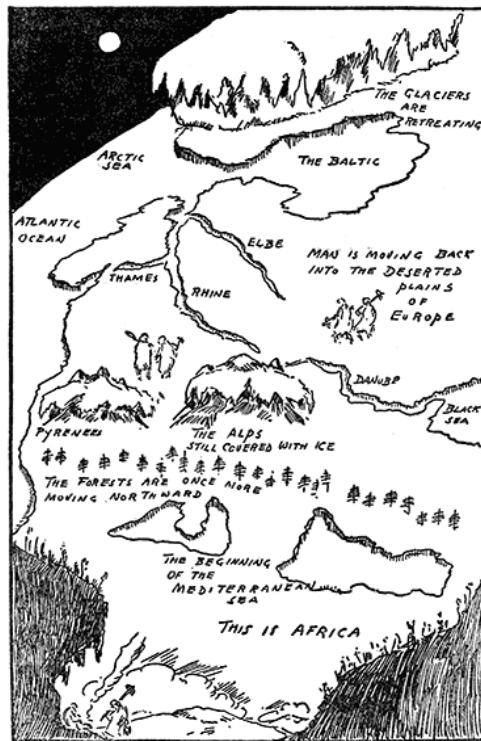 THE GLACIERS
ARE
RETREATING
ARCTIC
SEA
THE BALTIC
ATLANTIC
OCEAN
ELBE
THAMES
RHINE
MAN IS MOVING BACK
INTO THE DESERTED
PLAINS
OF
EUROPE
DANUBE
BLACK
SEA
PYRENEES
THE ALPS
STILL COVERED WITH ICE
THE FORESTS ARE ONCE MORE
MOVING NORTHWARD
THE BEGINNING
OF THE
MEDITERRANEAN
SEA
THIS IS AFRICA